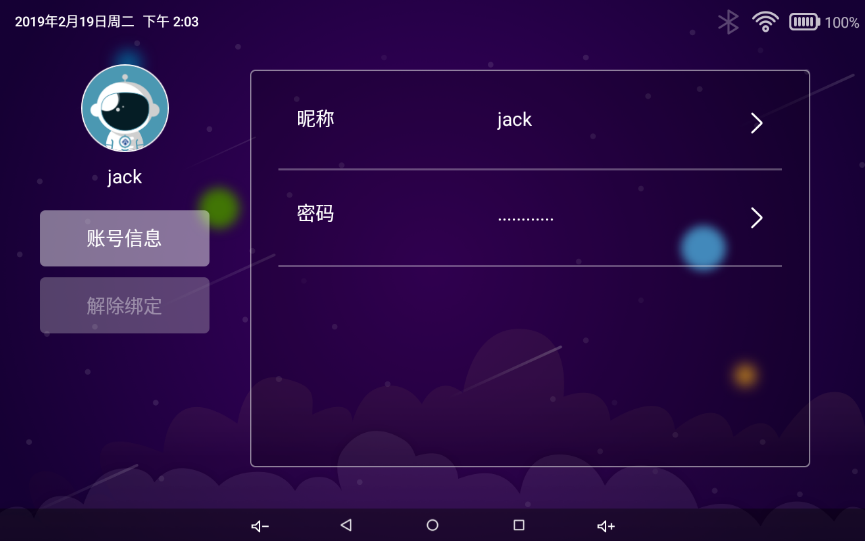 2019年2月19日周二 下午 2:03
100%
jack
账号信息
解除绑定
昵称 jack
密码 ............